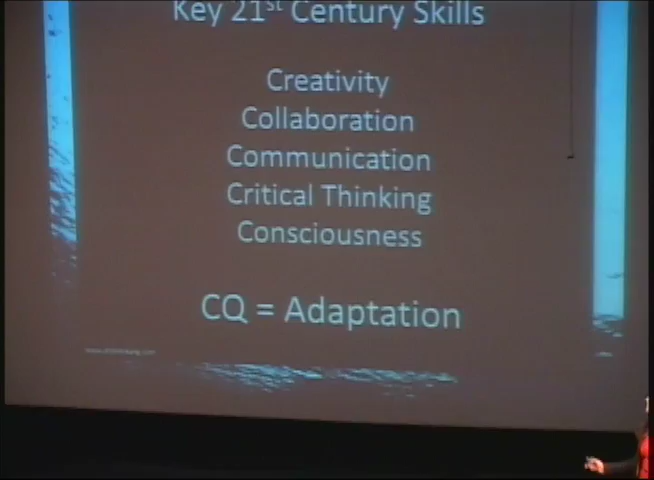 Key 21st Century Skills
Creativity
Collaboration
Communication
Critical Thinking
Consciousness
CQ = Adaptation